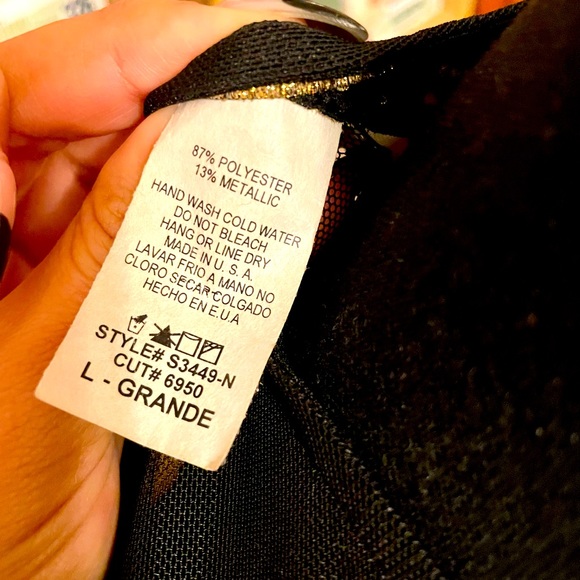 87% POLYESTER
13% METALLIC
HAND WASH COLD WATER
DO NOT BLEACH
HANG OR LINE DRY
MADE IN U. S. A.
LAVAR FRIO A MANO NO
CLORO SECAR COLGADO
HECHO EN E.U.A
STYLE# S3449-N
CUT# 6950
L - GRANDE